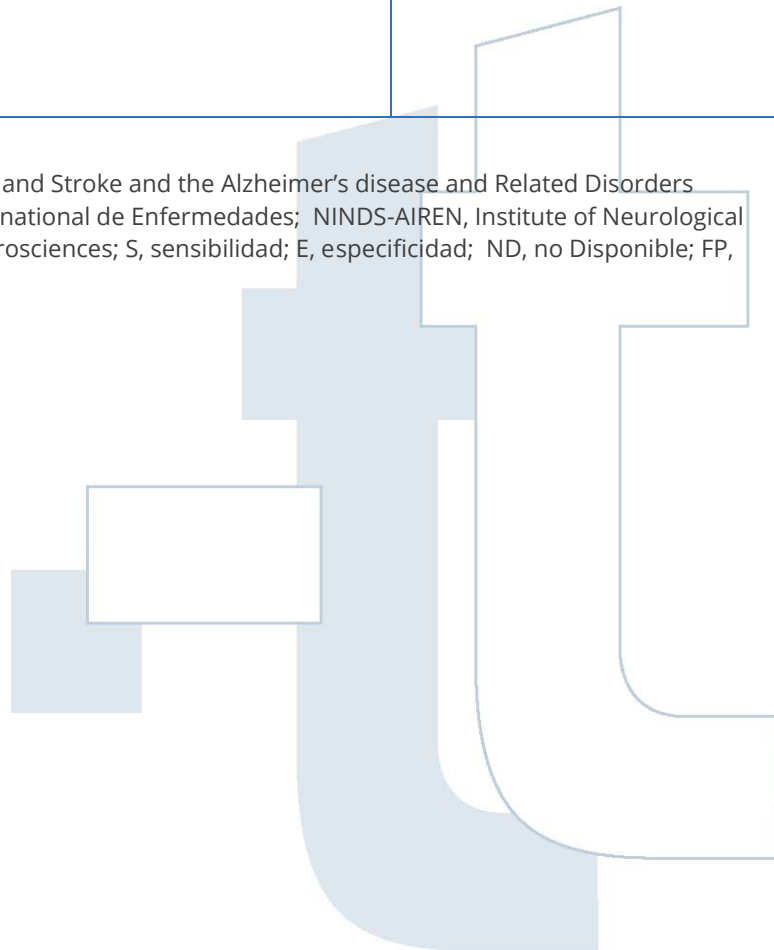 and Stroke and the Alzheimer’s disease and Related Disorders
national de Enfermedades; NINDS-AIREN, Institute of Neurological
rosciences; S, sensibilidad; E, especificidad; ND, no Disponible; FP,